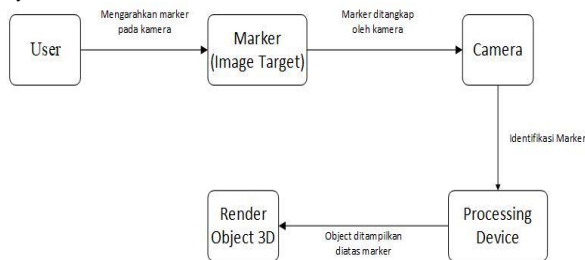 Mengarahkan marker
pada kamera
Marker ditangkap
oleh kamera
User
Marker
(Image Target)
Camera
Identifikasi Marker
Render
Object 3D
Object ditampilkan
diatas marker
Processing
Device